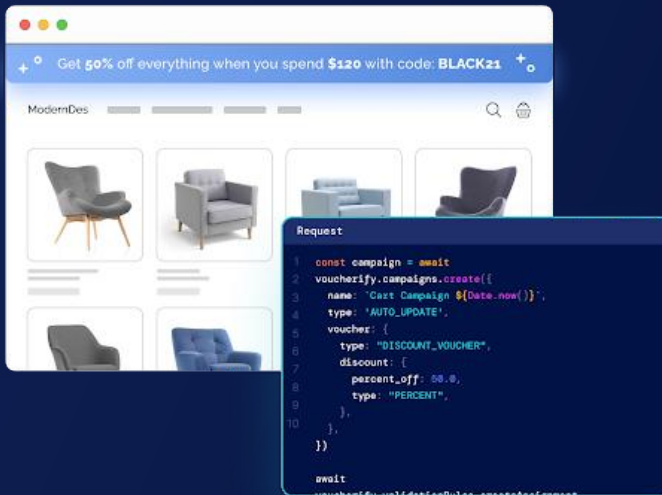 Get 50% off everything when you spend $120 with code: BLACK21
ModernDes
Request
1 const campaign = await
2 voucherify.campaigns.create({
3 name: `Cart Campaign ${Date.now()}`,
4 type: 'AUTO_UPDATE',
5 voucher: {
6 type: "DISCOUNT_VOUCHER",
7 discount: {
8 percent_off: 50.0,
9 type: "PERCENT",
10 },
},
})
await